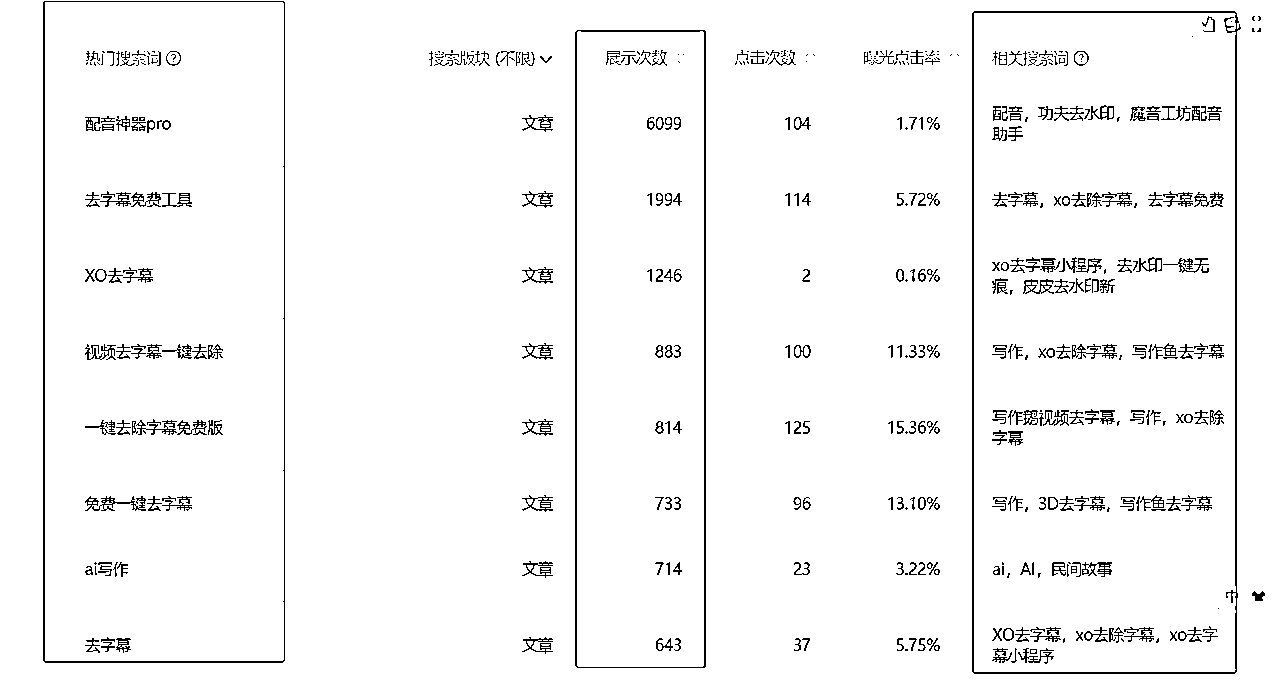 热门搜索词 搜索版块 (不限) 展示次数 点击次数 曝光点击率 相关搜索词
配音神器pro 文章 6099 104 1.71% 配音，功夫去水印，魔音工坊配音
助手
去字幕免费工具 文章 1994 114 5.72% 去字幕，xo去除字幕，去字幕免费
XO去字幕 文章 1246 2 0.16% xo去字幕小程序，去水印一键无
痕，皮皮去水印新
视频去字幕一键去除 文章 883 100 11.33% 写作，xo去除字幕，写作鱼去字幕
一键去除字幕免费版 文章 814 125 15.36% 写作鹅视频去字幕，写作，xo去除
字幕
免费一键去字幕 文章 733 96 13.10% 写作，3D去字幕，写作鱼去字幕
ai写作 文章 714 23 3.22% ai，AI，民间故事
中
去字幕 文章 643 37 5.75% XO去字幕，xo去除字幕，xo去字
幕小程序